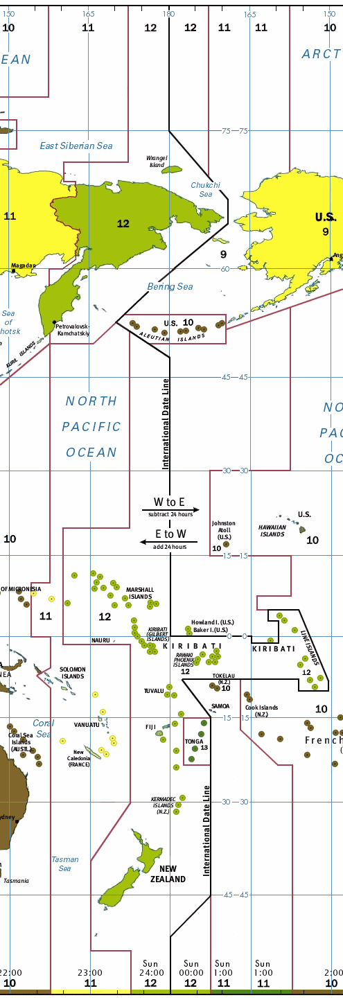 150 165 180 165 150
10 11 12 12 11 11 10
EAN
ARCT
75 75
East Siberian Sea
Wrangel
Island
Chukchi
Sea
11
12
U.S.
9
9
Magadan
60
Bering Sea
Sea
of
hotsk
Petrovalovsk-
Kamchatskiy
U.S. 10
ALEUTIAN ISLANDS
KURIL ISLANDS
45 45
International Date Line
NORTH
PACIFIC
OCEAN
NO
PAC
OC
30 30
W to E
subtract 24 hours
E to W
add 24 hours
Johnston
Atoll
(U.S.)
10
U.S.
HAWAIIAN
ISLANDS
10
10
15 15
OF MICRONESIA
MARSHALL
ISLANDS
11
12
Howland I. (U.S.)
Baker I. (U.S.)
KIRIBATI
(GILBERT
ISLANDS)
NAURU
0 0
KIRIBATI
KIRIBATI
LINE ISLANDS
RAWAKI
PHOENIX
ISLANDS
12
12
SOLOMON
ISLANDS
NEA
TOKELAU
(N.Z.)
10
TUVALU
SAMOA
Cook Islands
(N.Z.)
10
15 15
Coral
Sea
VANUATU
FIJI
Coral Sea
Islands
(AUSTL.)
TONGA
13
French
New
Caledonia
(FRANCE)
KERMADEC
ISLANDS
(N.Z.)
30 30
International Date Line
ydney
Tasman
Sea
NEW
ZEALAND
Tasmania
45 45
Sun Sun Sun Sun
22:00 23:00 24:00 00:00 1:00 1:00 2:00
10 11 12 12 11 11 10